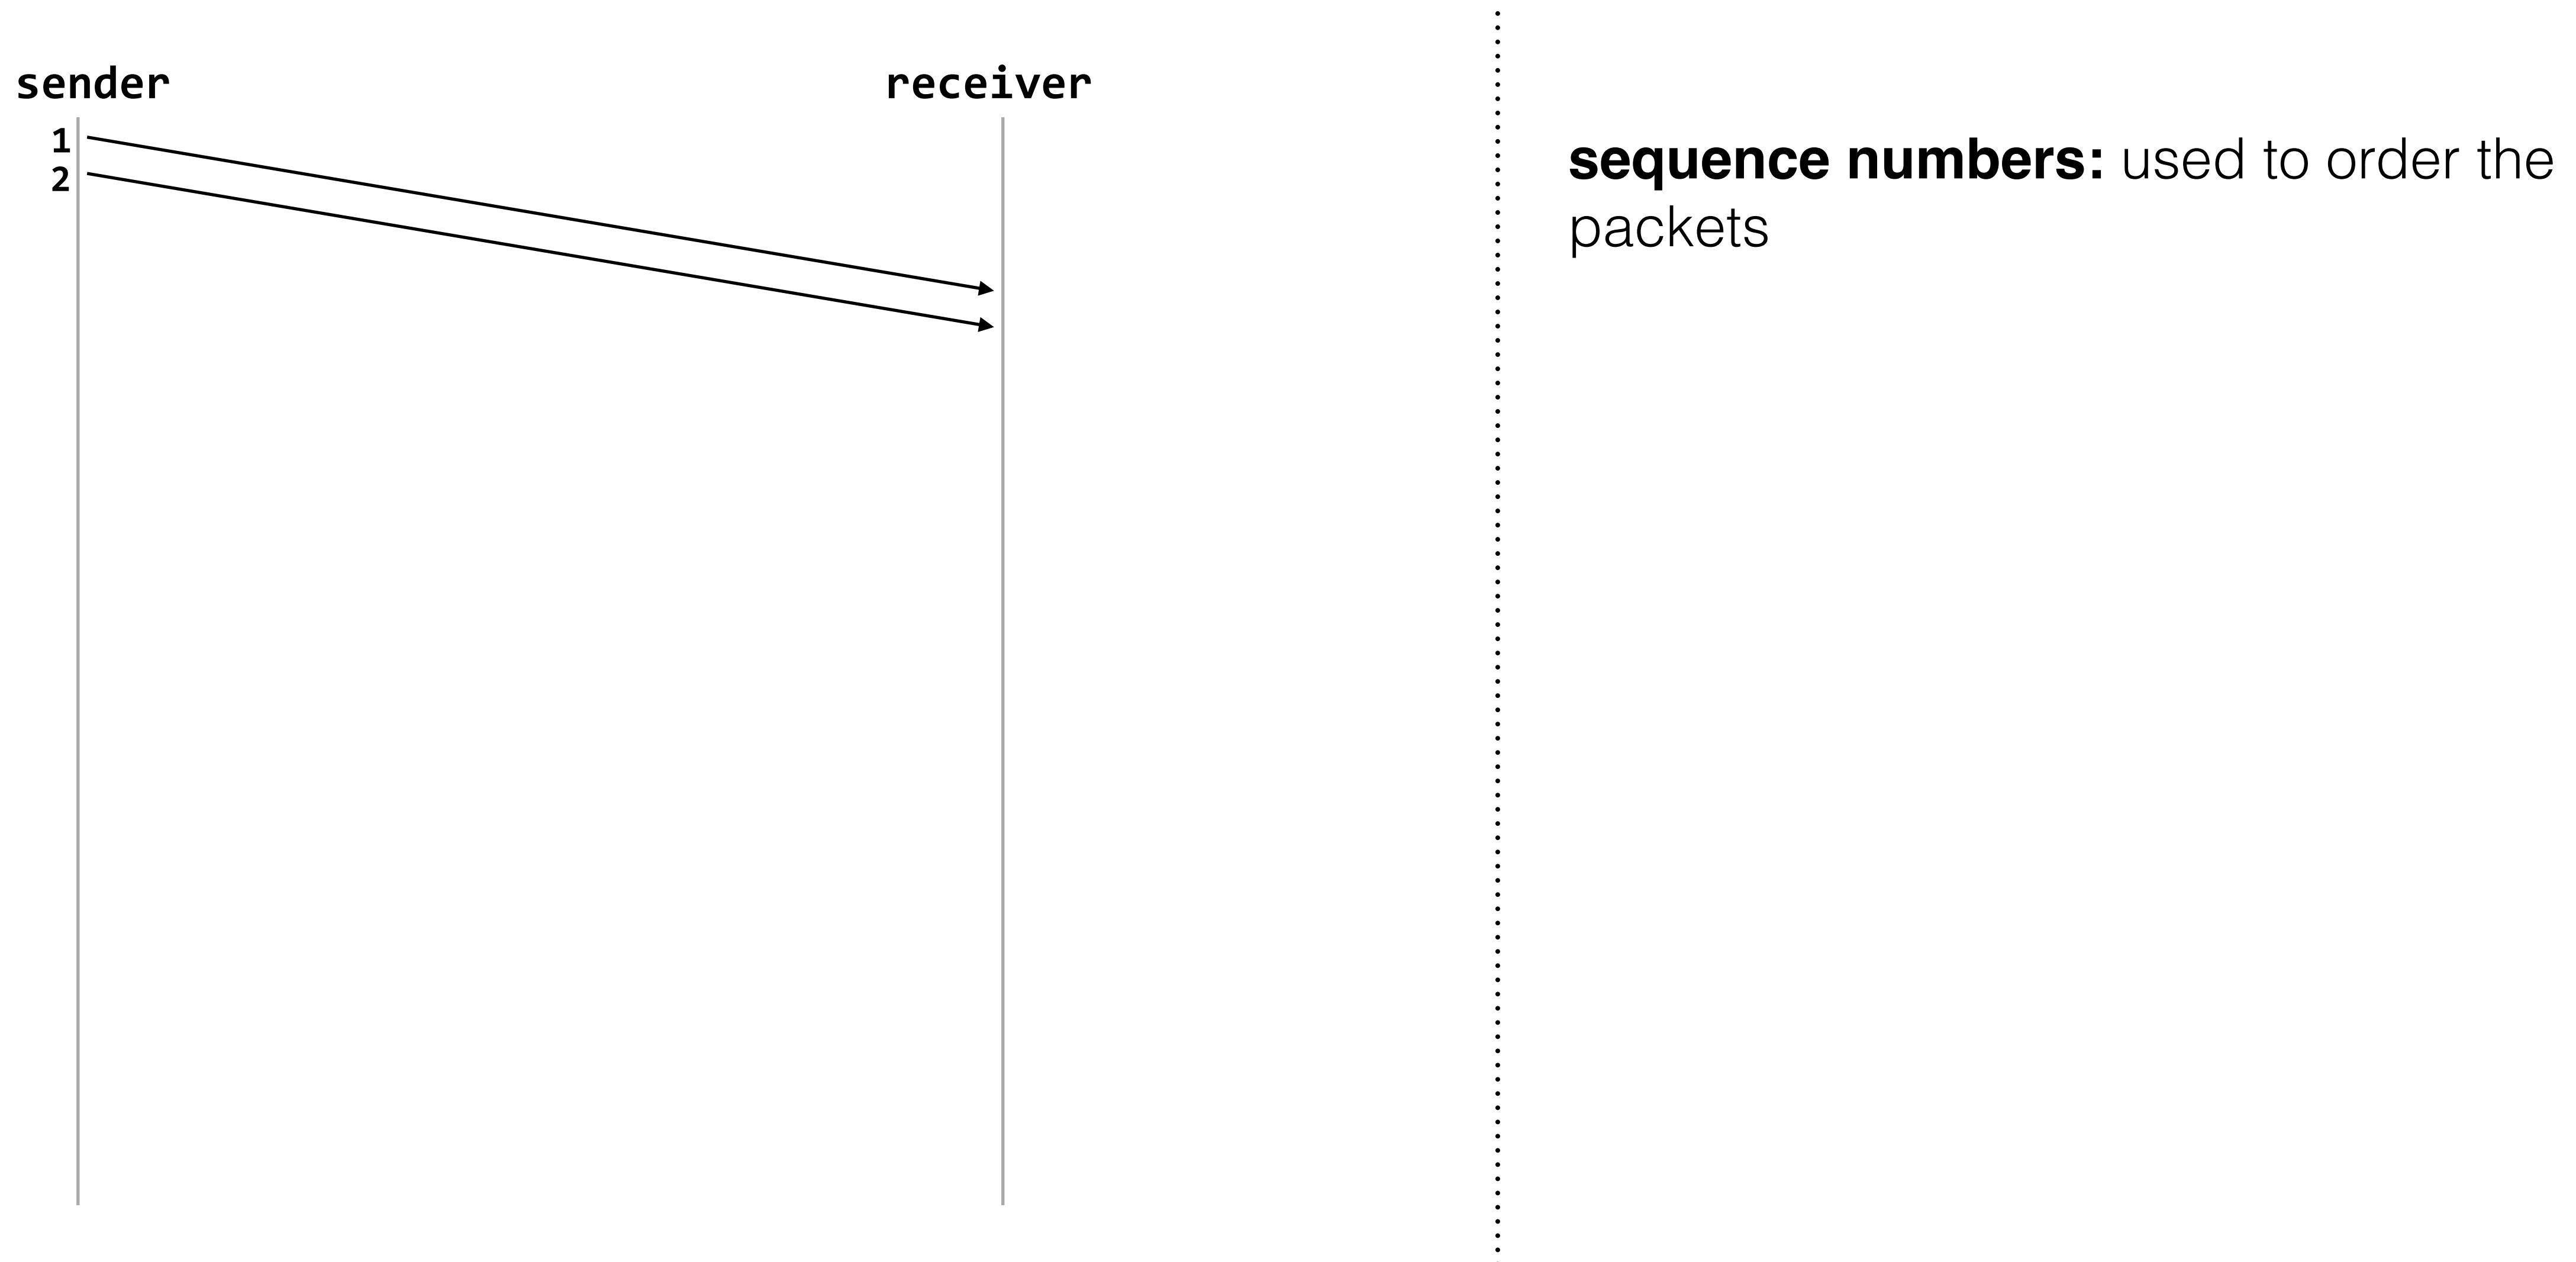 sender
receiver
1
2
sequence numbers: used to order the
packets